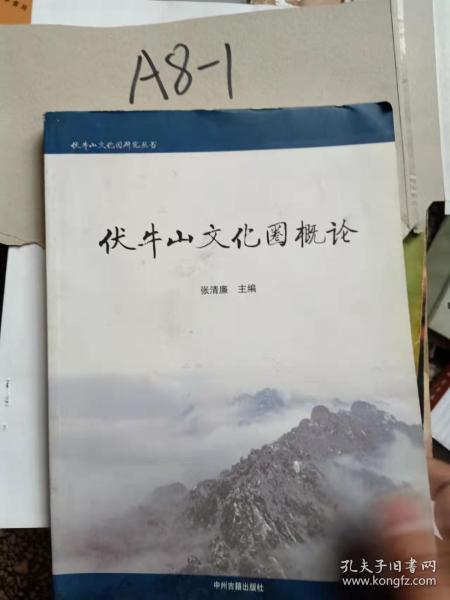 A8-1
伏牛山文化圈研究丛书
伏牛山文化圈概论
张清廉 主编
中州古籍出版社
孔夫子旧书网
www.kongfz.com